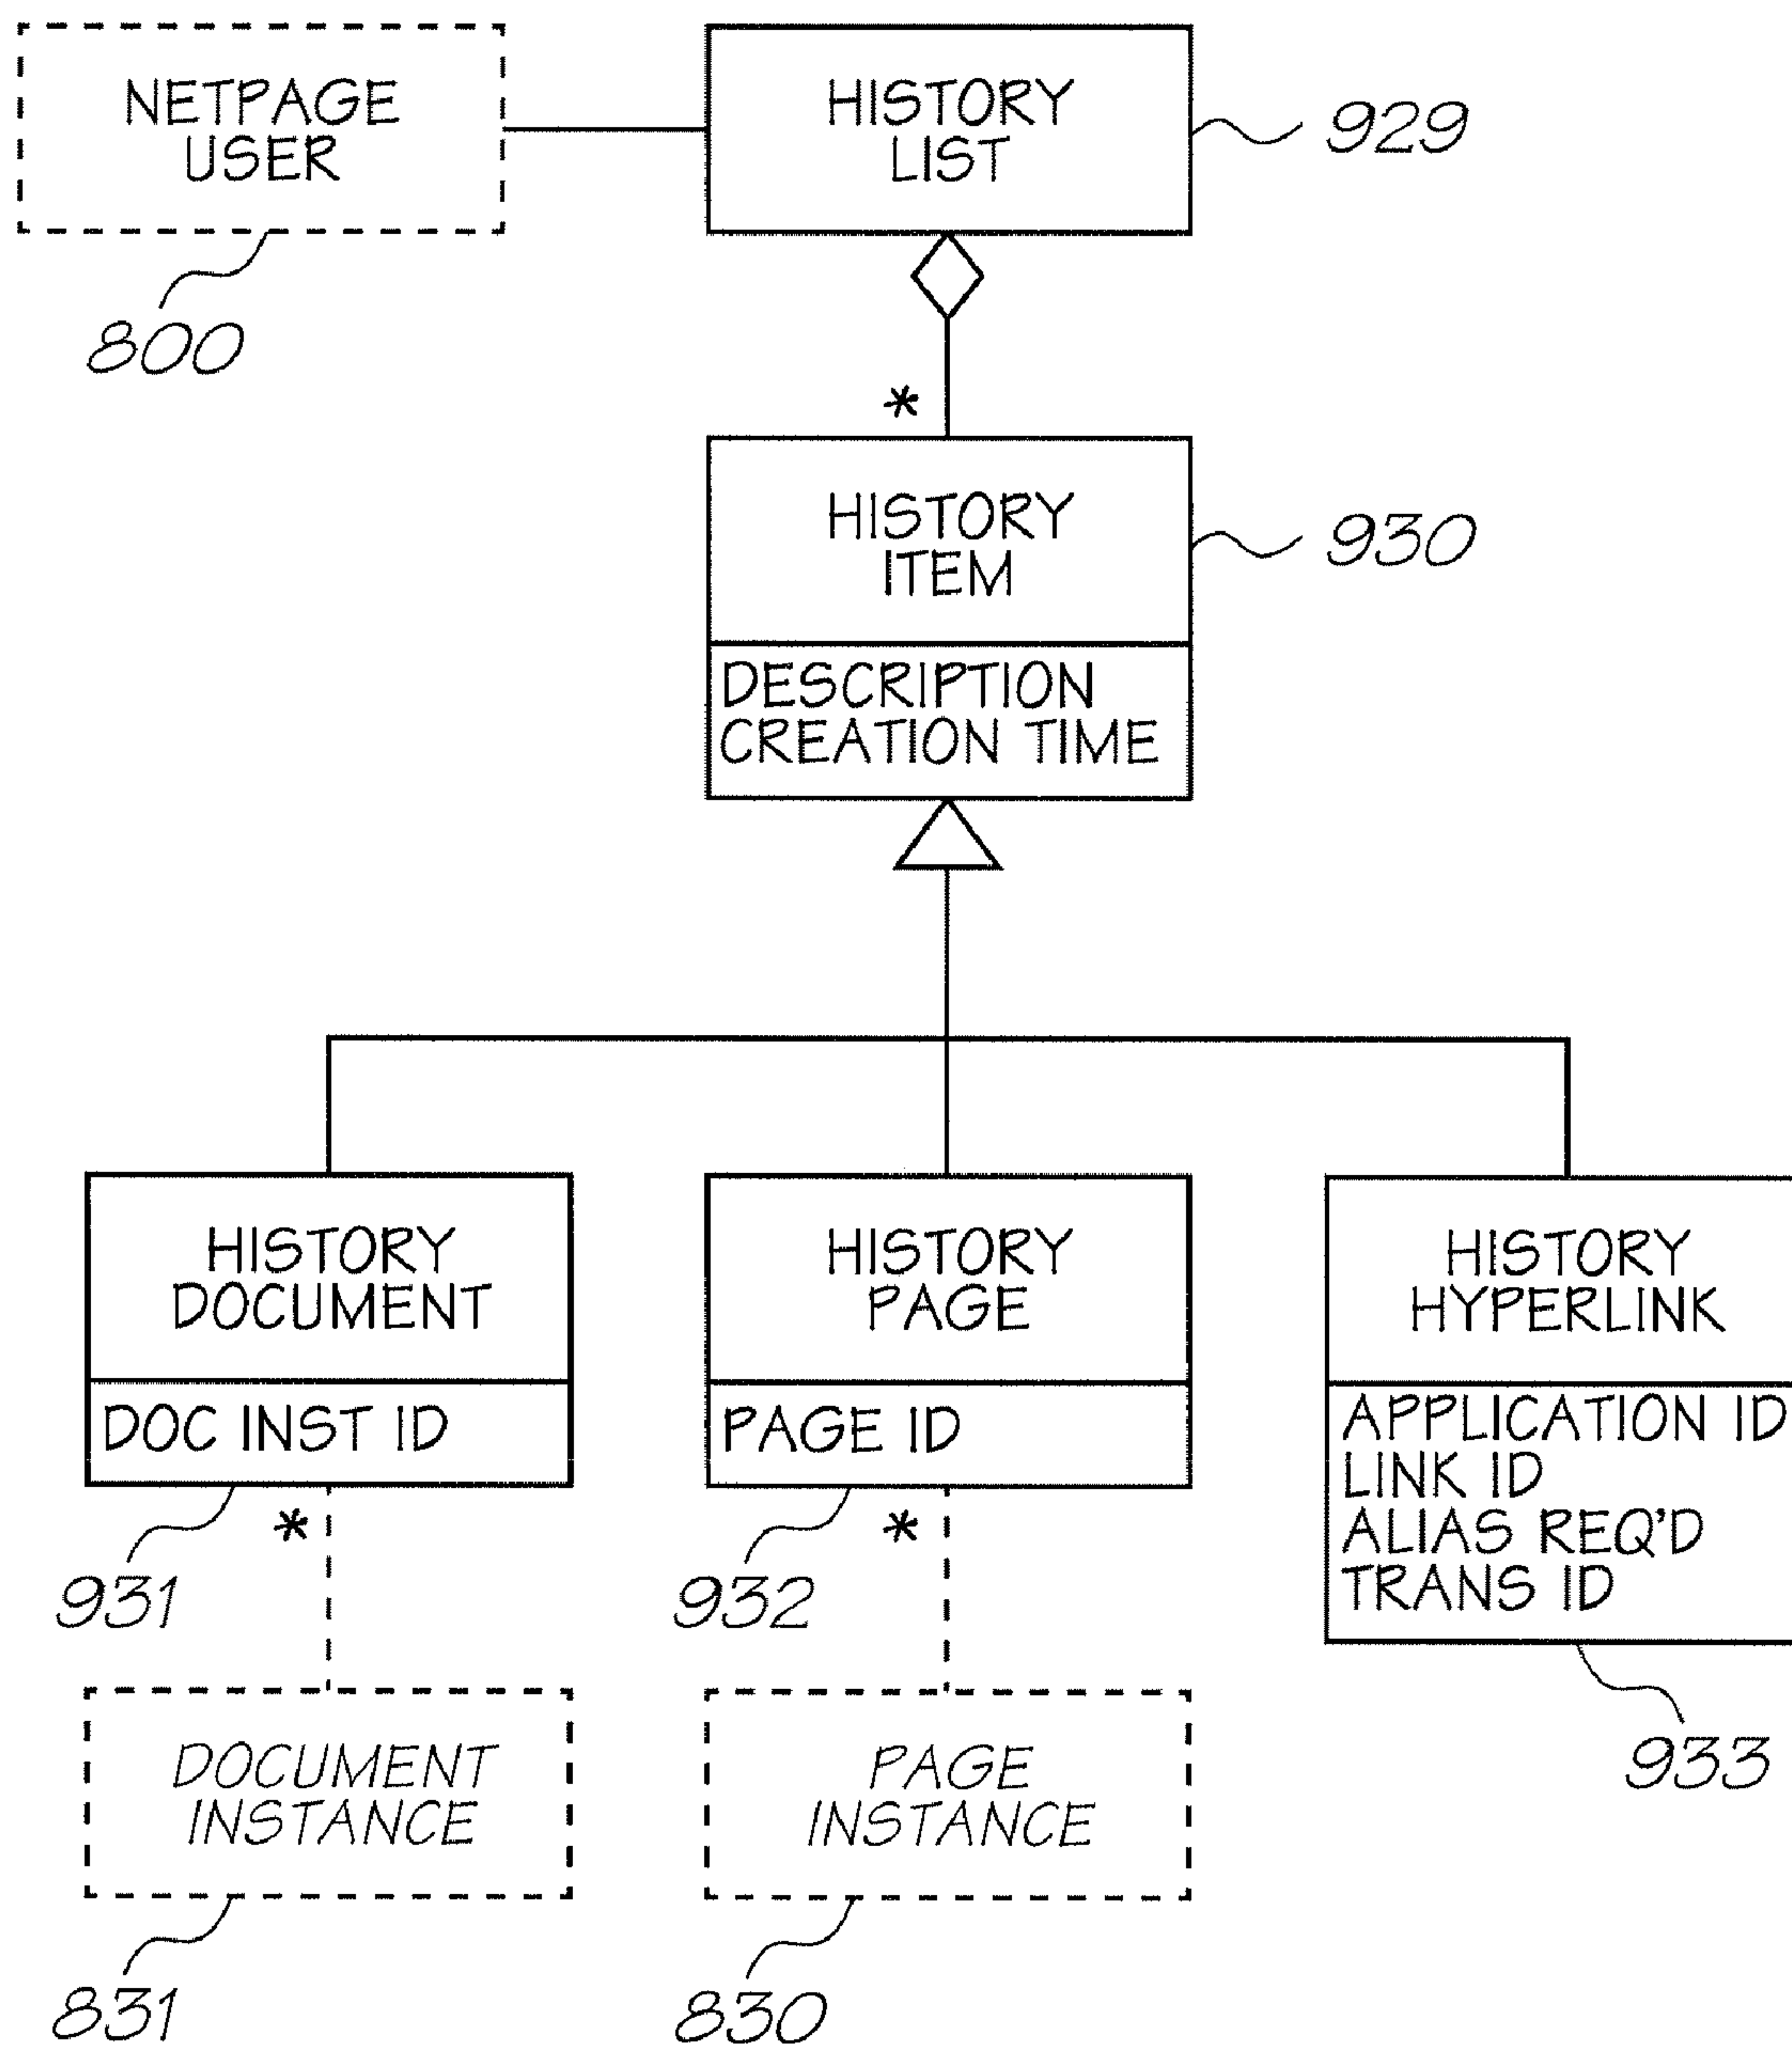 NETPAGE
USER
800
HISTORY
LIST
929
*
HISTORY
ITEM
930
DESCRIPTION
CREATION TIME
HISTORY
DOCUMENT
DOC INST ID
931
*
HISTORY
PAGE
PAGE ID
932
*
HISTORY
HYPERLINK
APPLICATION ID
LINK ID
ALIAS REQ'D
TRANS ID
933
DOCUMENT
INSTANCE
831
PAGE
INSTANCE
830